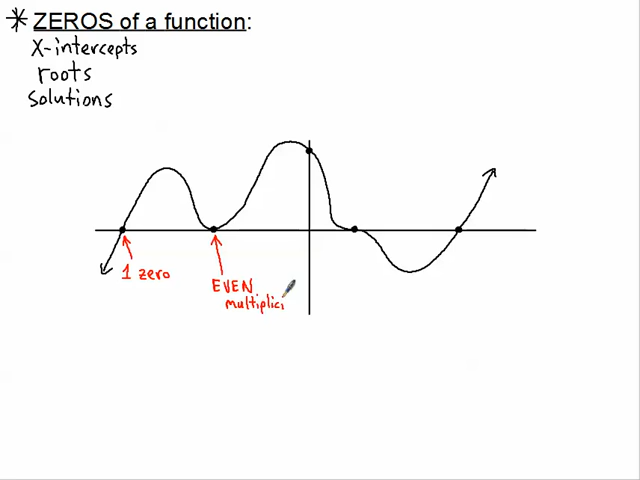 * ZEROS of a function:
X-intercepts
roots
Solutions
1 zero
EVEN
multiplici